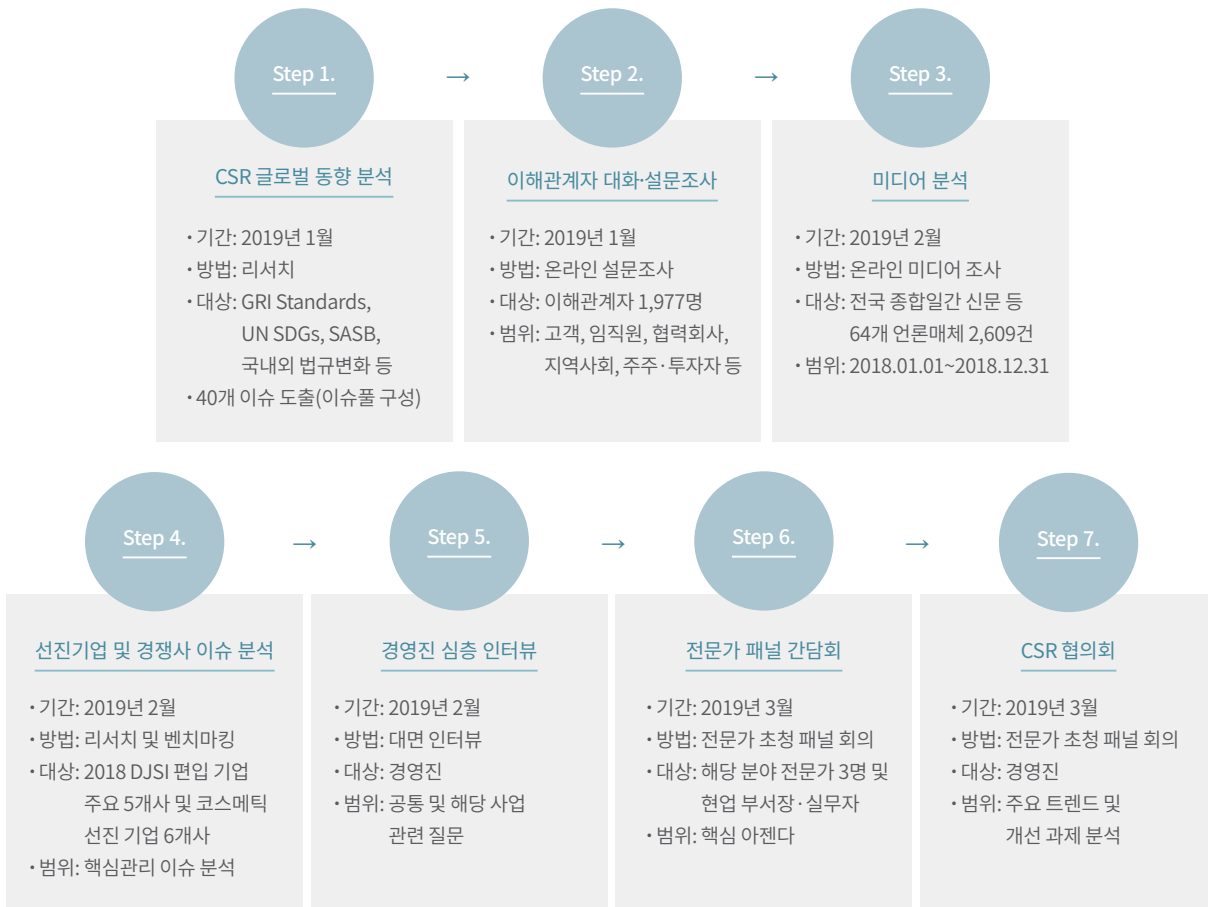 Step 1.
→
Step 2.
→
Step 3.
CSR 글로벌 동향 분석
• 기간: 2019년 1월
• 방법: 리서치
• 대상: GRI Standards,
UN SDGs, SASB,
국내외 법규변화 등
• 40개 이슈 도출(이슈풀 구성)
이해관계자 대화·설문조사
• 기간: 2019년 1월
• 방법: 온라인 설문조사
• 대상: 이해관계자 1,977명
• 범위: 고객, 임직원, 협력회사,
지역사회, 주주·투자자 등
미디어 분석
• 기간: 2019년 2월
• 방법: 온라인 미디어 조사
• 대상: 전국 종합일간 신문 등
64개 언론매체 2,609건
• 범위: 2018.01.01~2018.12.31
Step 4.
→
Step 5.
→
Step 6.
→
Step 7.
선진기업 및 경쟁사 이슈 분석
• 기간: 2019년 2월
• 방법: 리서치 및 벤치마킹
• 대상: 2018 DJSI 편입 기업
주요 5개사 및 코스메틱
선진 기업 6개사
• 범위: 핵심관리 이슈 분석
경영진 심층 인터뷰
• 기간: 2019년 2월
• 방법: 대면 인터뷰
• 대상: 경영진
• 범위: 공통 및 해당 사업
관련 질문
전문가 패널 간담회
• 기간: 2019년 3월
• 방법: 전문가 초청 패널 회의
• 대상: 해당 분야 전문가 3명 및
현업 부서장·실무자
• 범위: 핵심 아젠다
CSR 협의회
• 기간: 2019년 3월
• 방법: 전문가 초청 패널 회의
• 대상: 경영진
• 범위: 주요 트렌드 및
개선 과제 분석